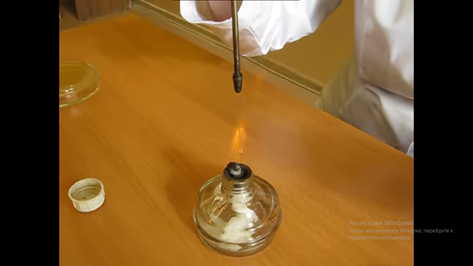 Активация Windows
Чтобы активировать Windows, перейдите к
параметрам компьютера.